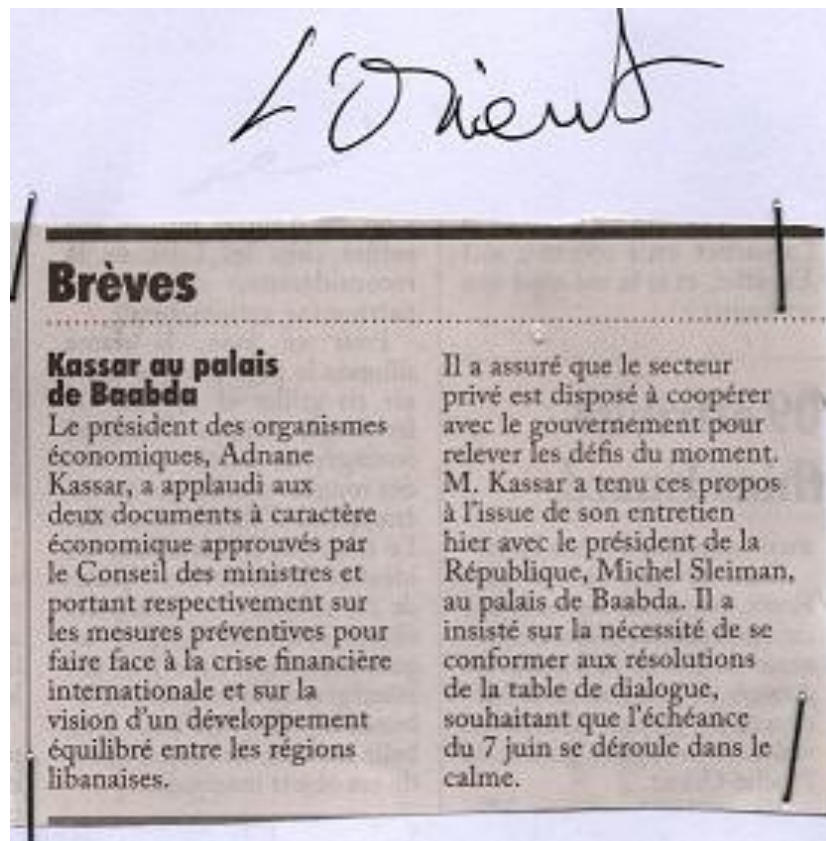 L'Orient
Brèves
Kassar au palais
de Baabda
Le président des organismes
économiques, Adnane
Kassar, a applaudi aux
deux documents à caractère
économique approuvés par
le Conseil des ministres et
portant respectivement sur
les mesures préventives pour
faire face à la crise financière
internationale et sur la
vision d'un développement
équilibré entre les régions
libanaises.
Il a assuré que le secteur
privé est disposé à coopérer
avec le gouvernement pour
relever les défis du moment.
M. Kassar a tenu ces propos
à l'issue de son entretien
hier avec le président de la
République, Michel Sleiman,
au palais de Baabda. Il a
insisté sur la nécessité de se
conformer aux résolutions
de la table de dialogue,
souhaitant que l'échéance
du 7 juin se déroule dans le
calme.